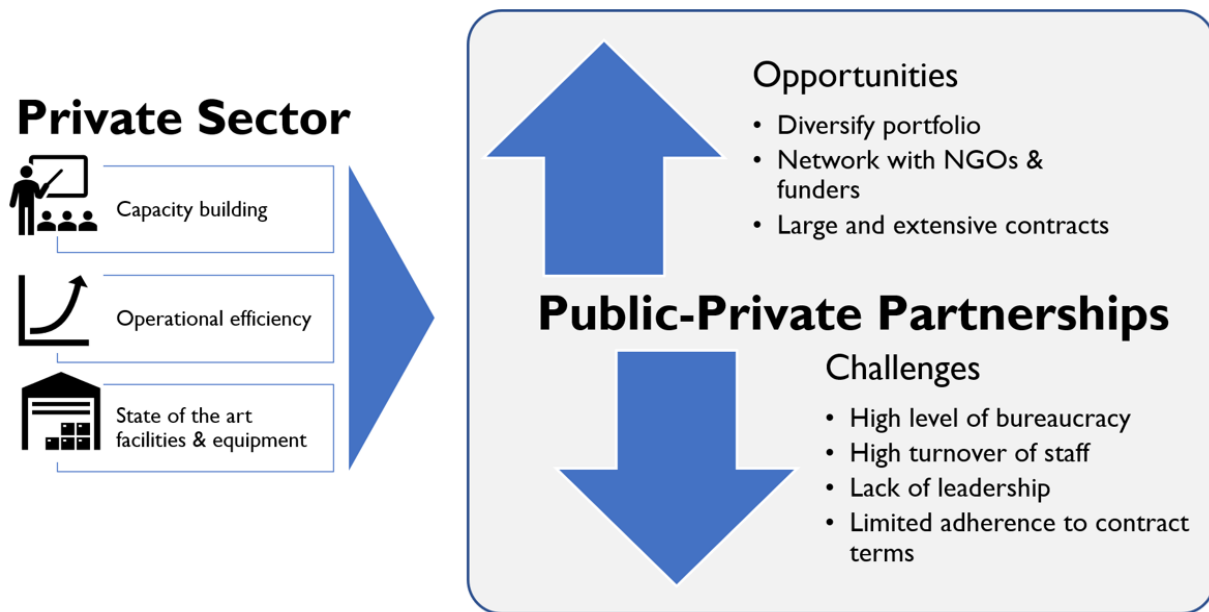 Private Sector
Capacity building
Operational efficiency
State of the art
facilities & equipment
Opportunities
• Diversify portfolio
• Network with NGOs &
funders
• Large and extensive contracts
Public-Private Partnerships
Challenges
• High level of bureaucracy
• High turnover of staff
• Lack of leadership
• Limited adherence to contract
terms